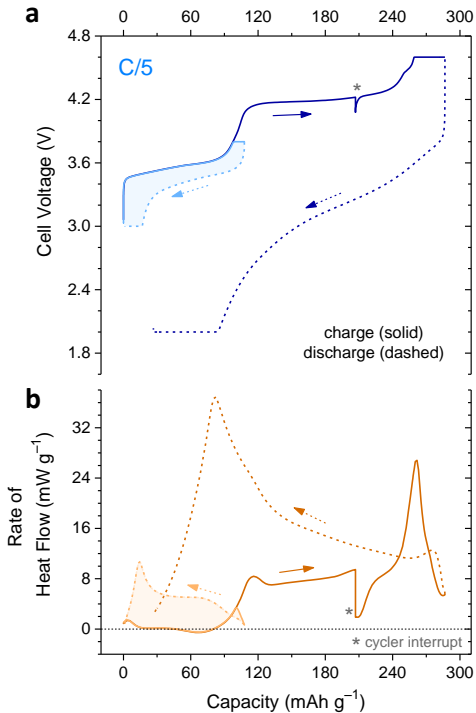 a
0 60 120 180 240 300
C/5
*
4.8
4.2
3.6
3.0
2.4
1.8
Cell Voltage (V)
charge (solid)
discharge (dashed)
b
32
24
16
8
0
Rate of
Heat Flow (mW g⁻¹)
*
* cycler interrupt
0 60 120 180 240 300
Capacity (mAh g⁻¹)